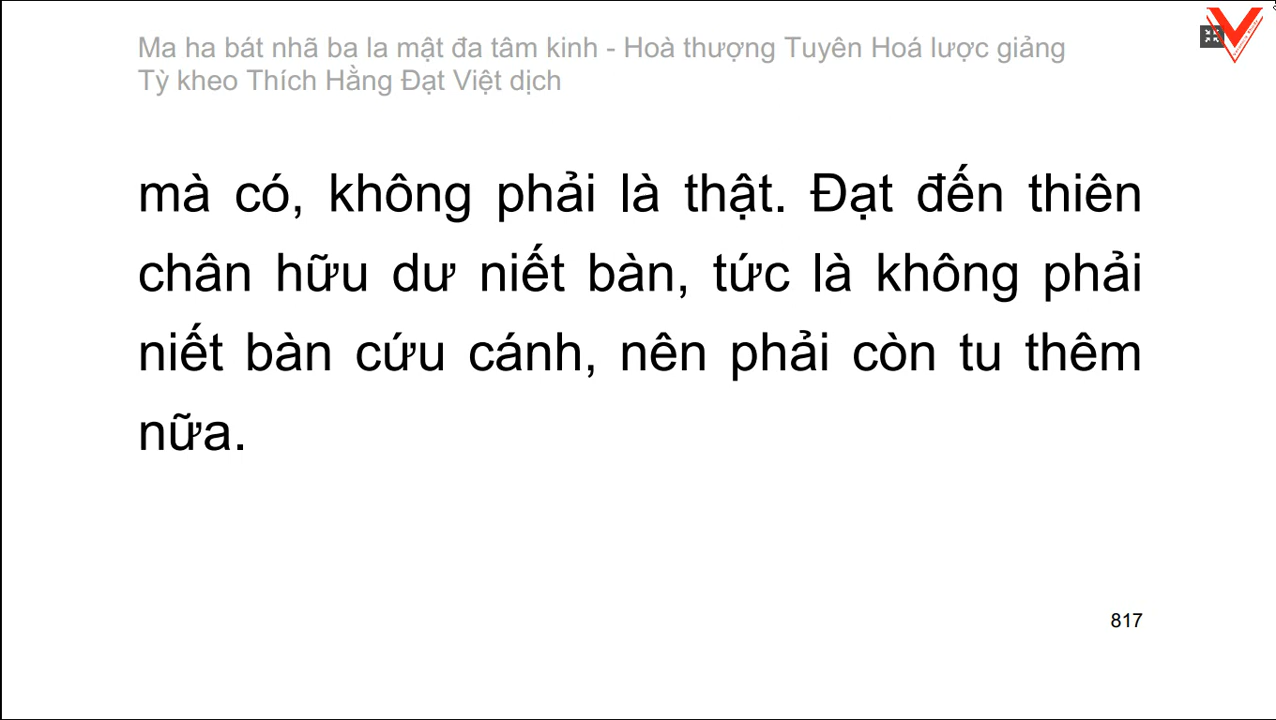 Ma ha bát nhã ba la mật đa tâm kinh - Hoà thượng Tuyên Hoá lược giảng
Tỳ kheo Thích Hằng Đạt Việt dịch
mà có, không phải là thật. Đạt đến thiên
chân hữu dư niết bàn, tức là không phải
niết bàn cứu cánh, nên phải còn tu thêm
nữa.
817